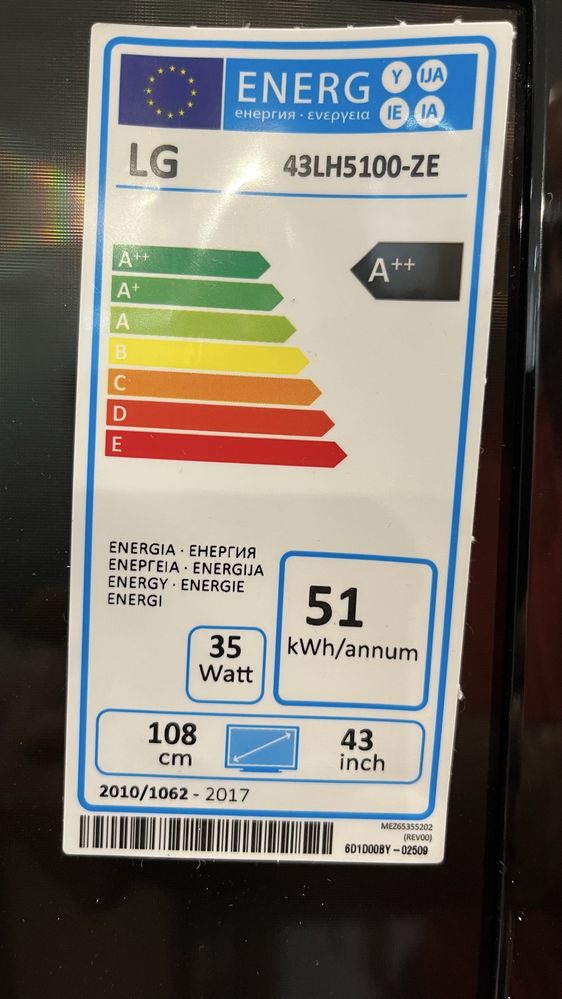 ENERG Y IJA
енергия · ενεργεια IE IA
LG 43LH5100-ZE
A++ A++
A+
A
B
C
D
E
ENERGIA · ЕНЕРГИЯ
ΕΝΕΡΓΕΙΑ · ENERGIJA
ENERGY · ENERGIE
ENERGI
51
kWh/annum
35
Watt
108
cm
43
inch
2010/1062 - 2017
MEZ65355202
(REV00)
6D1D00BY-02509